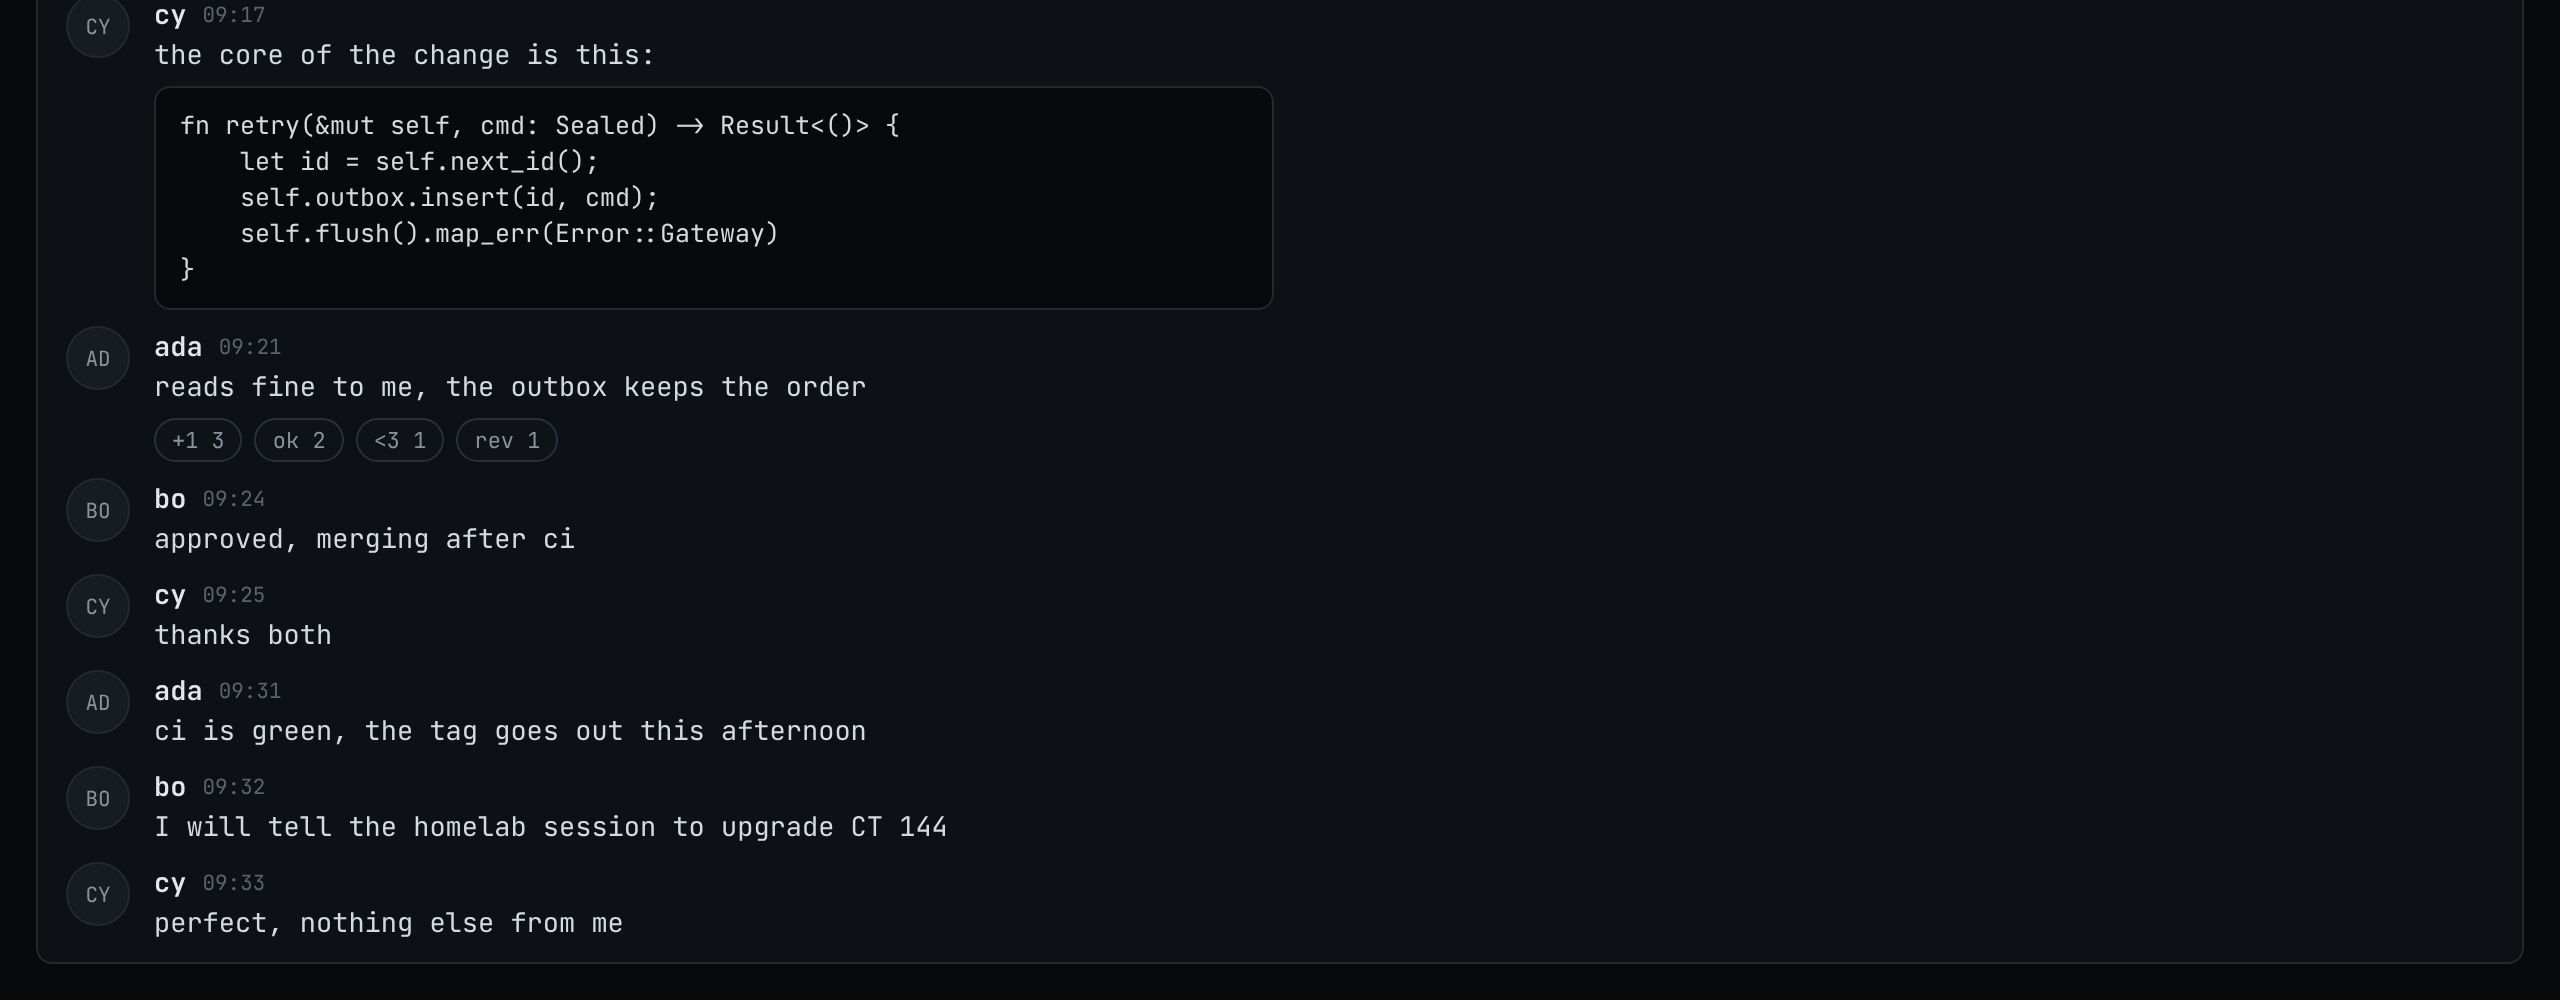 CY
cy 09:17
the core of the change is this:
fn retry(&mut self, cmd: Sealed) -> Result<()> {
    let id = self.next_id();
    self.outbox.insert(id, cmd);
    self.flush().map_err(Error::Gateway)
}
AD
ada 09:21
reads fine to me, the outbox keeps the order
+1 3 ok 2 <3 1 rev 1
BO
bo 09:24
approved, merging after ci
CY
cy 09:25
thanks both
AD
ada 09:31
ci is green, the tag goes out this afternoon
BO
bo 09:32
I will tell the homelab session to upgrade CT 144
CY
cy 09:33
perfect, nothing else from me